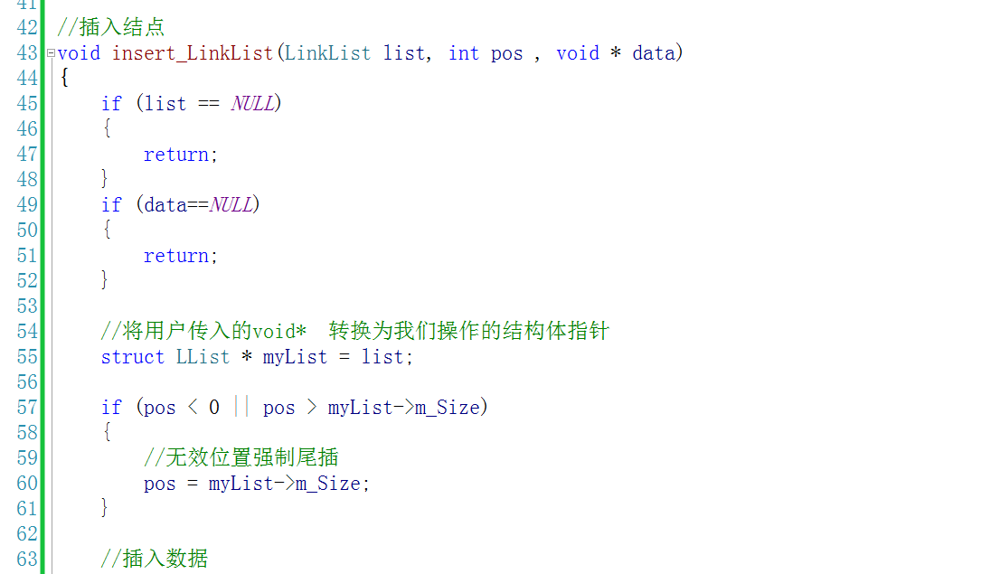 41
42 //插入结点
43 void insert_LinkList(LinkList list, int pos , void * data)
44 {
45     if (list == NULL)
46     {
47         return;
48     }
49     if (data==NULL)
50     {
51         return;
52     }
53
54     //将用户传入的void*  转换为我们操作的结构体指针
55     struct LList * myList = list;
56
57     if (pos < 0 || pos > myList->m_Size)
58     {
59         //无效位置强制尾插
60         pos = myList->m_Size;
61     }
62
63     //插入数据